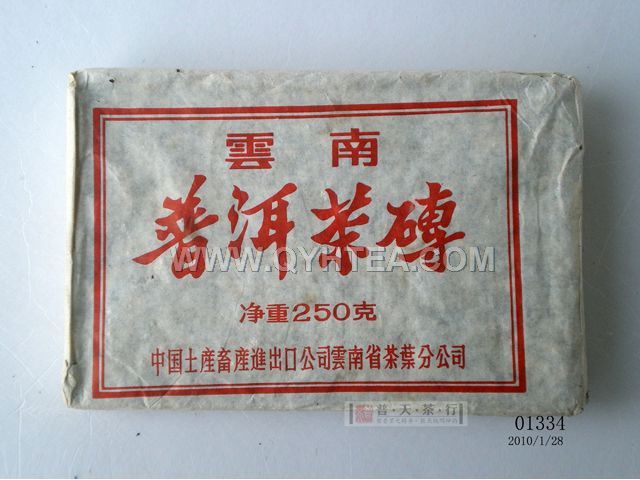 雲南
普洱茶磚
WWW.QYHTEA.COM
净重250克
中国土產畜產進出口公司雲南省茶葉分公司
普·天·茶·行
01334
2010/1/28